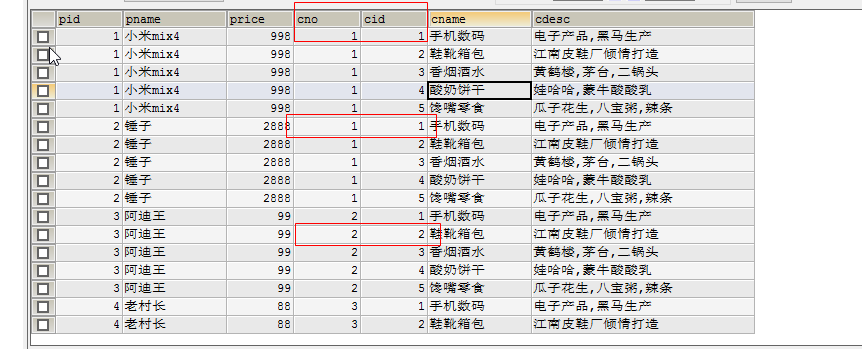 pid pname price cno cid cname cdesc
1 小米mix4 998 1 1 手机数码 电子产品,黑马生产
1 小米mix4 998 1 2 鞋靴箱包 江南皮鞋厂倾情打造
1 小米mix4 998 1 3 香烟酒水 黄鹤楼,茅台,二锅头
1 小米mix4 998 1 4 酸奶饼干 娃哈哈,蒙牛酸酸乳
1 小米mix4 998 1 5 馋嘴零食 瓜子花生,八宝粥,辣条
2 锤子 2888 1 1 手机数码 电子产品,黑马生产
2 锤子 2888 1 2 鞋靴箱包 江南皮鞋厂倾情打造
2 锤子 2888 1 3 香烟酒水 黄鹤楼,茅台,二锅头
2 锤子 2888 1 4 酸奶饼干 娃哈哈,蒙牛酸酸乳
2 锤子 2888 1 5 馋嘴零食 瓜子花生,八宝粥,辣条
3 阿迪王 99 2 1 手机数码 电子产品,黑马生产
3 阿迪王 99 2 2 鞋靴箱包 江南皮鞋厂倾情打造
3 阿迪王 99 2 3 香烟酒水 黄鹤楼,茅台,二锅头
3 阿迪王 99 2 4 酸奶饼干 娃哈哈,蒙牛酸酸乳
3 阿迪王 99 2 5 馋嘴零食 瓜子花生,八宝粥,辣条
4 老村长 88 3 1 手机数码 电子产品,黑马生产
4 老村长 88 3 2 鞋靴箱包 江南皮鞋厂倾情打造